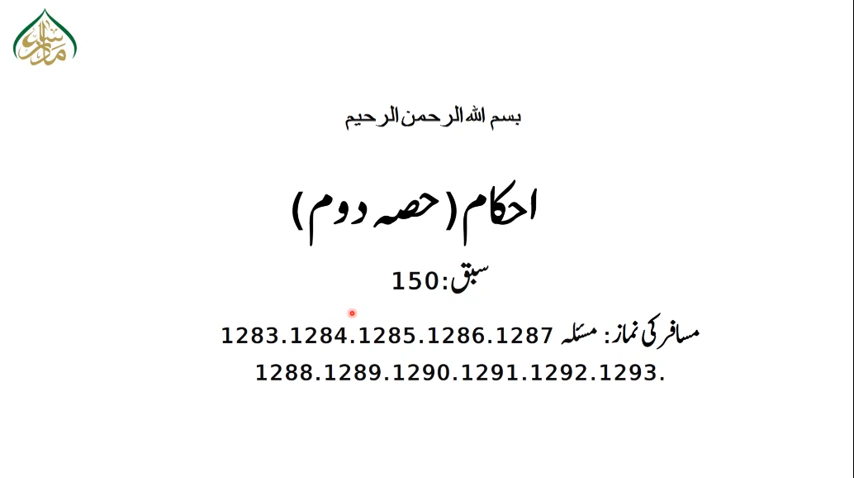 بسم اللہ الرحمن الرحیم
احکام (حصہ دوم)
سبق:150
مسافر کی نماز: مسئلہ 1283.1284.1285.1286.1287
1288.1289.1290.1291.1292.1293.